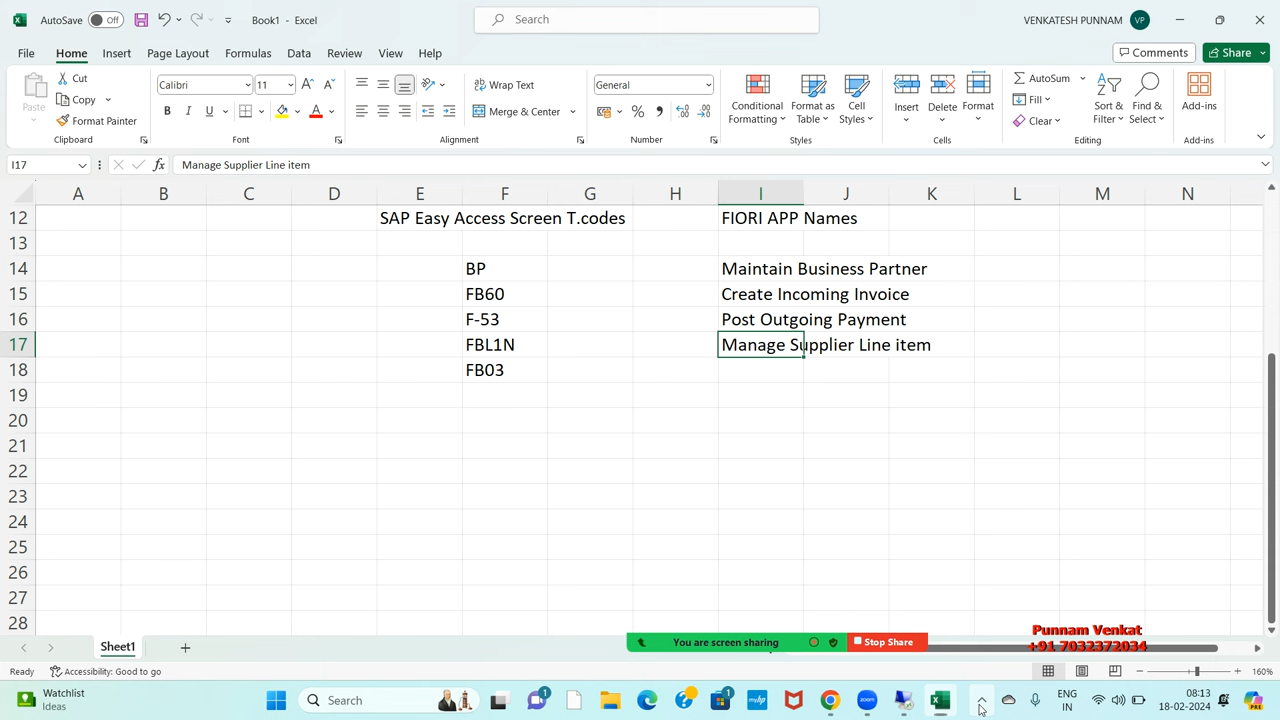 AutoSave Off Book1 - Excel Search VENKATESH PUNNAM VP
File Home Insert Page Layout Formulas Data Review View Help Comments Share
Paste Cut Copy Format Painter Clipboard
Calibri 11 B I U A Font
Wrap Text Merge & Center Alignment
General % Number
Conditional Formatting Format as Table Cell Styles Styles
Insert Delete Format Cells
AutoSum Fill Clear Sort & Filter Find & Select Editing
Add-ins Add-ins
I17 fx Manage Supplier Line item
A B C D E F G H I J K L M N
12 SAP Easy Access Screen T.codes FIORI APP Names
13
14 BP Maintain Business Partner
15 FB60 Create Incoming Invoice
16 F-53 Post Outgoing Payment
17 FBL1N Manage Supplier Line item
18 FB03
19
20
21
22
23
24
25
26
27
28
Punnam Venkat
+91 7032372034
Sheet1 You are screen sharing Stop Share
Ready Accessibility: Good to go 160%
Watchlist
Ideas
Search
ENG
IN
08:13
18-02-2024